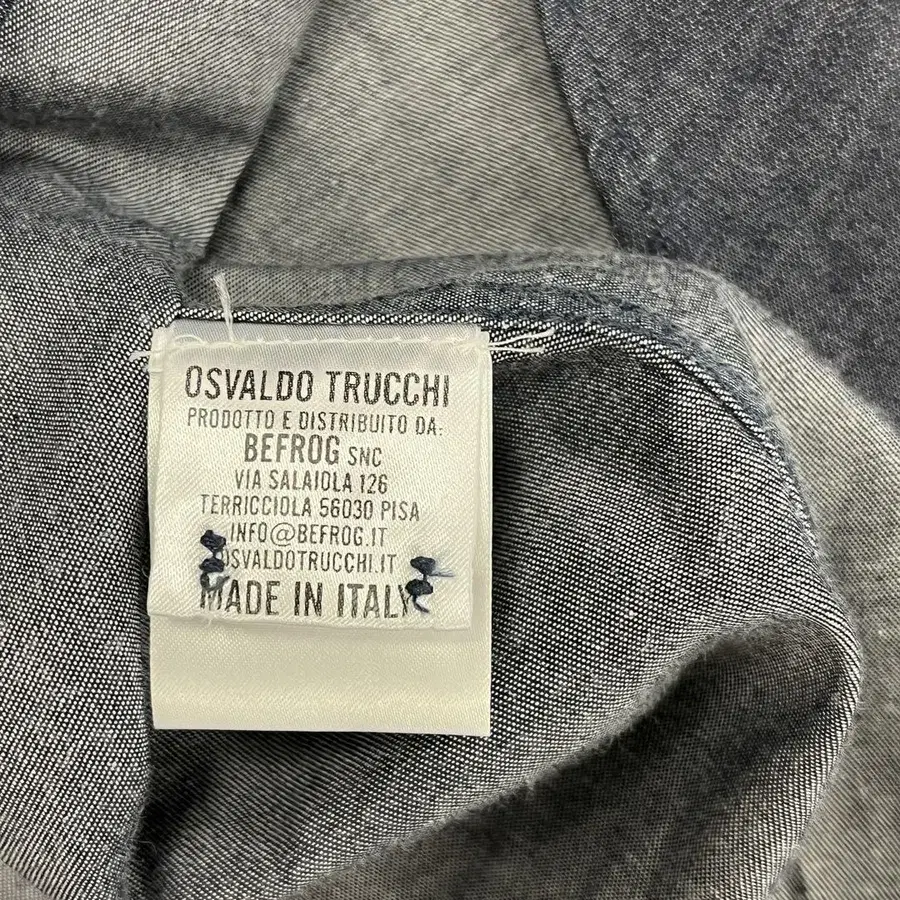 OSVALDO TRUCCHI
PRODOTTO E DISTRIBUITO DA:
BEFROG SNC
VIA SALAIOLA 126
TERRICCIOLA 56030 PISA
INFO@BEFROG.IT
OSVALDOTRUCCHI.IT
MADE IN ITALY